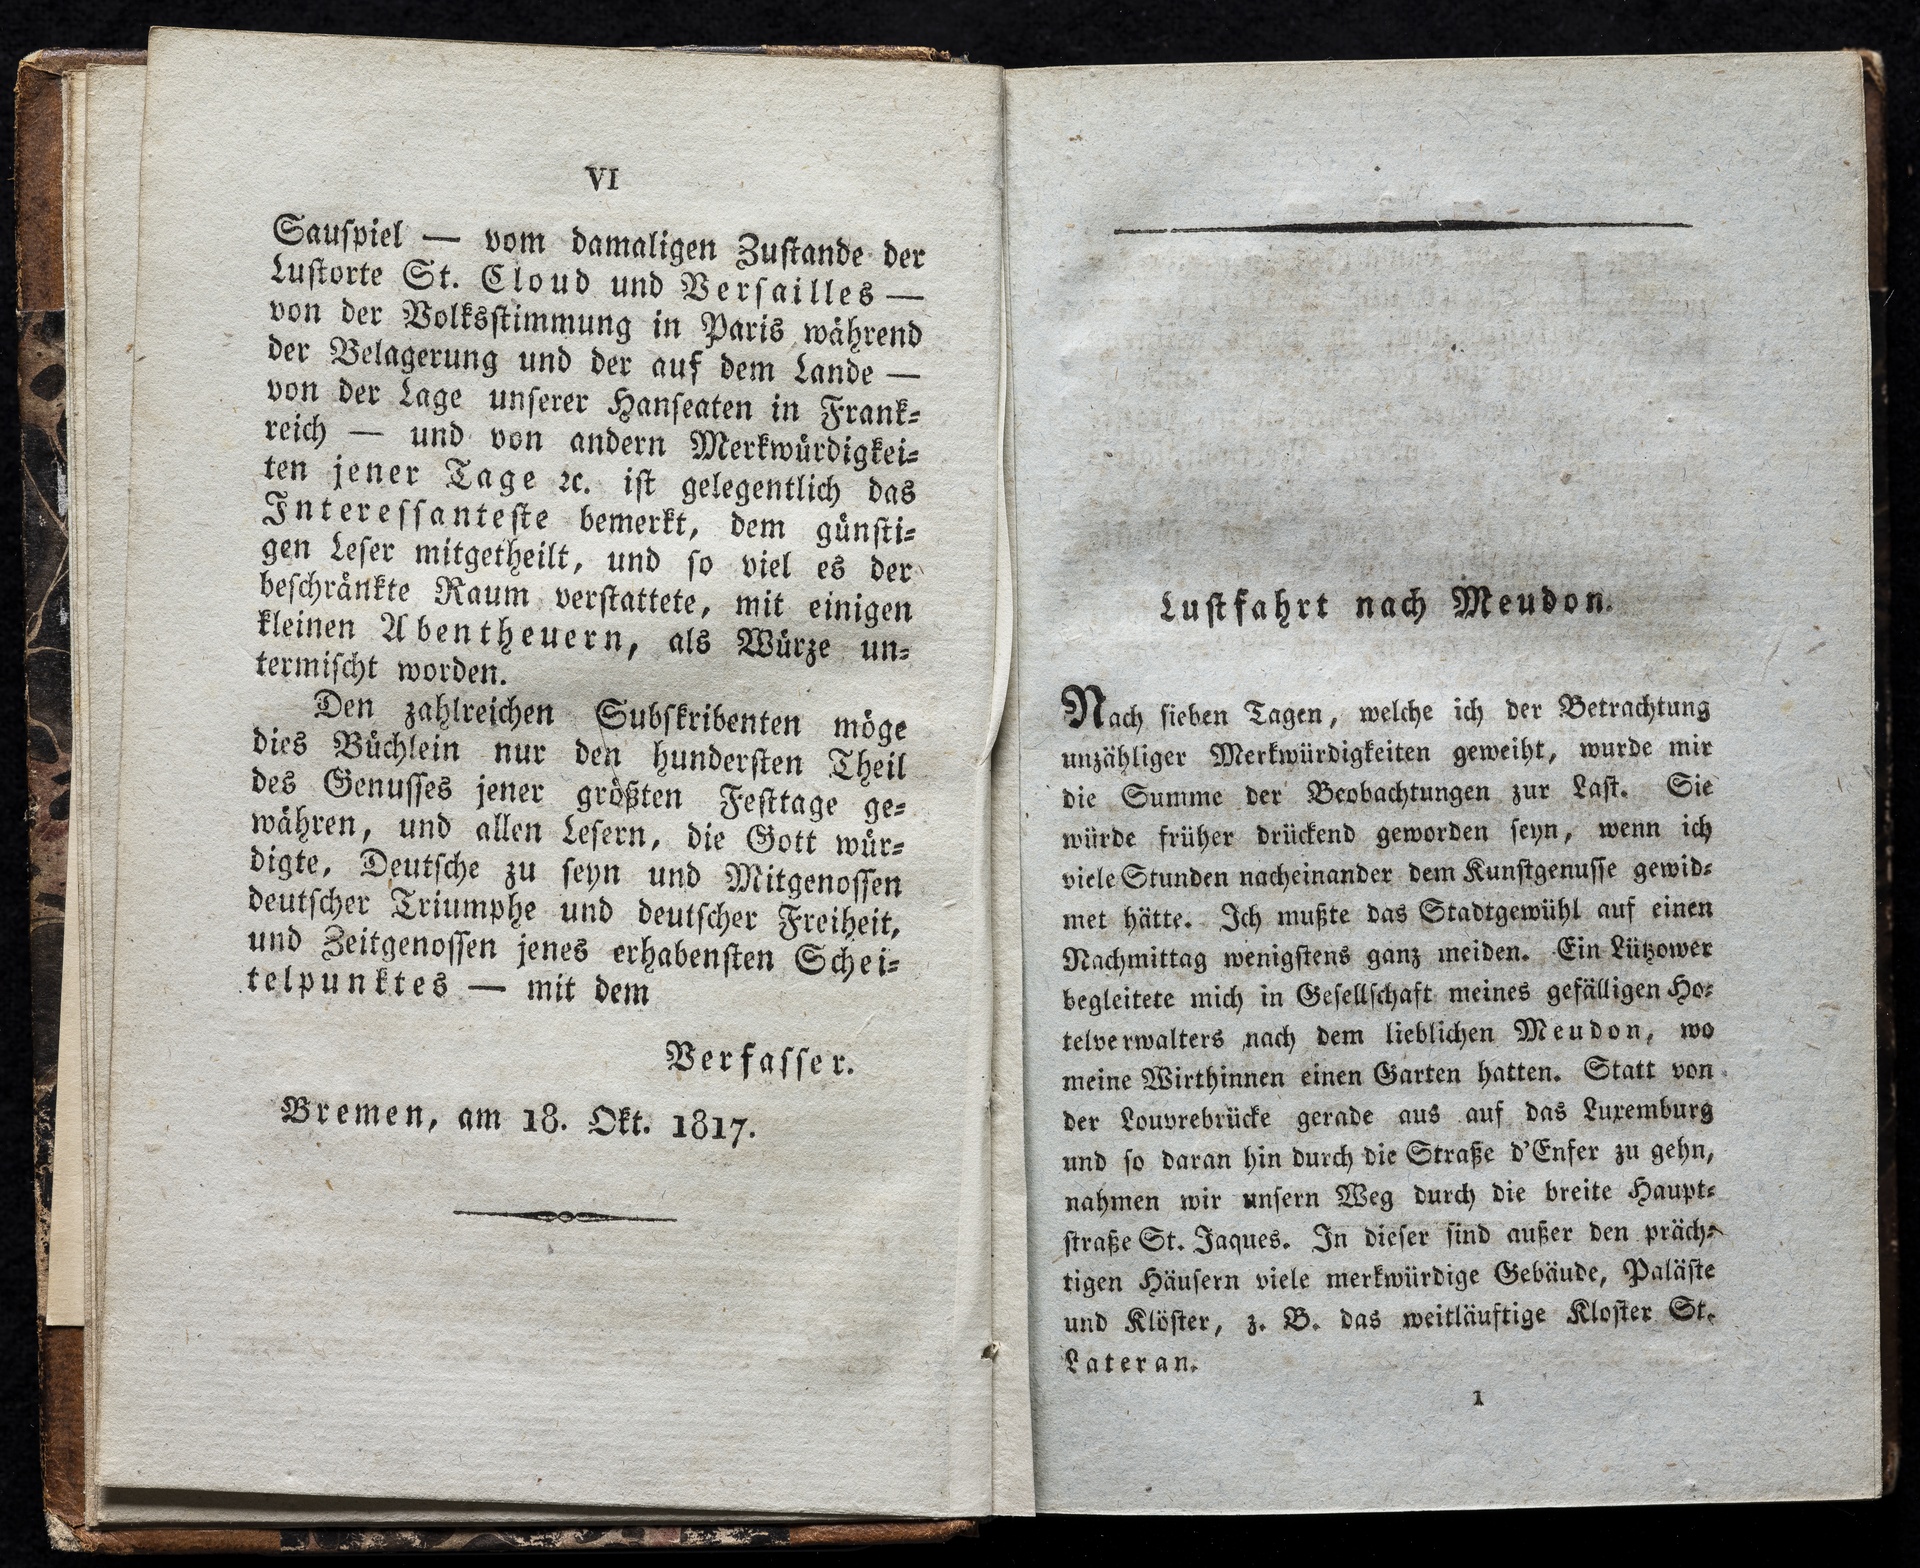 VI
Sauſpiel — vom damaligen Zuſtande der
Luſtorte St. Cloud und Verſailles —
von der Volksſtimmung in Paris während
der Belagerung und der auf dem Lande —
von der Lage unſerer Hanſeaten in Frank⸗
reich — und von andern Merkwürdigkei⸗
ten jener Tage ꝛc. iſt gelegentlich das
Intereſſanteſte bemerkt, dem günſti⸗
gen Leſer mitgetheilt, und ſo viel es der
beſchränkte Raum verſtattete, mit einigen
kleinen Abentheuern, als Würze un⸗
termiſcht worden.
Den zahlreichen Subſkribenten möge
dies Büchlein nur den hunderſten Theil
des Genuſſes jener größten Feſttage ge⸗
währen, und allen Leſern, die Gott wür⸗
digte, Deutſche zu ſeyn und Mitgenoſſen
deutſcher Triumphe und deutſcher Freiheit,
und Zeitgenoſſen jenes erhabenſten Schei⸗
telpunktes — mit dem
Verfaſſer.
Bremen, am 18. Okt. 1817.
Luſtfahrt nach Meudon.
Nach ſieben Tagen, welche ich der Betrachtung
unzähliger Merkwürdigkeiten geweiht, wurde mir
die Summe der Beobachtungen zur Laſt. Sie
würde früher drückend geworden ſeyn, wenn ich
viele Stunden nacheinander dem Kunſtgenuſſe gewid⸗
met hätte. Ich mußte das Stadtgewühl auf einen
Nachmittag wenigſtens ganz meiden. Ein Lützower
begleitete mich in Geſellſchaft meines gefälligen Ho⸗
telverwalters nach dem lieblichen Meudon, wo
meine Wirthinnen einen Garten hatten. Statt von
der Louvrebrücke gerade aus auf das Luxemburg
und ſo daran hin durch die Straße d'Enfer zu gehn,
nahmen wir unſern Weg durch die breite Haupt⸗
ſtraße St. Jaques. In dieſer ſind außer den präch⸗
tigen Häuſern viele merkwürdige Gebäude, Paläſte
und Klöſter, z. B. das weitläuftige Kloſter St.
Lateran.
1